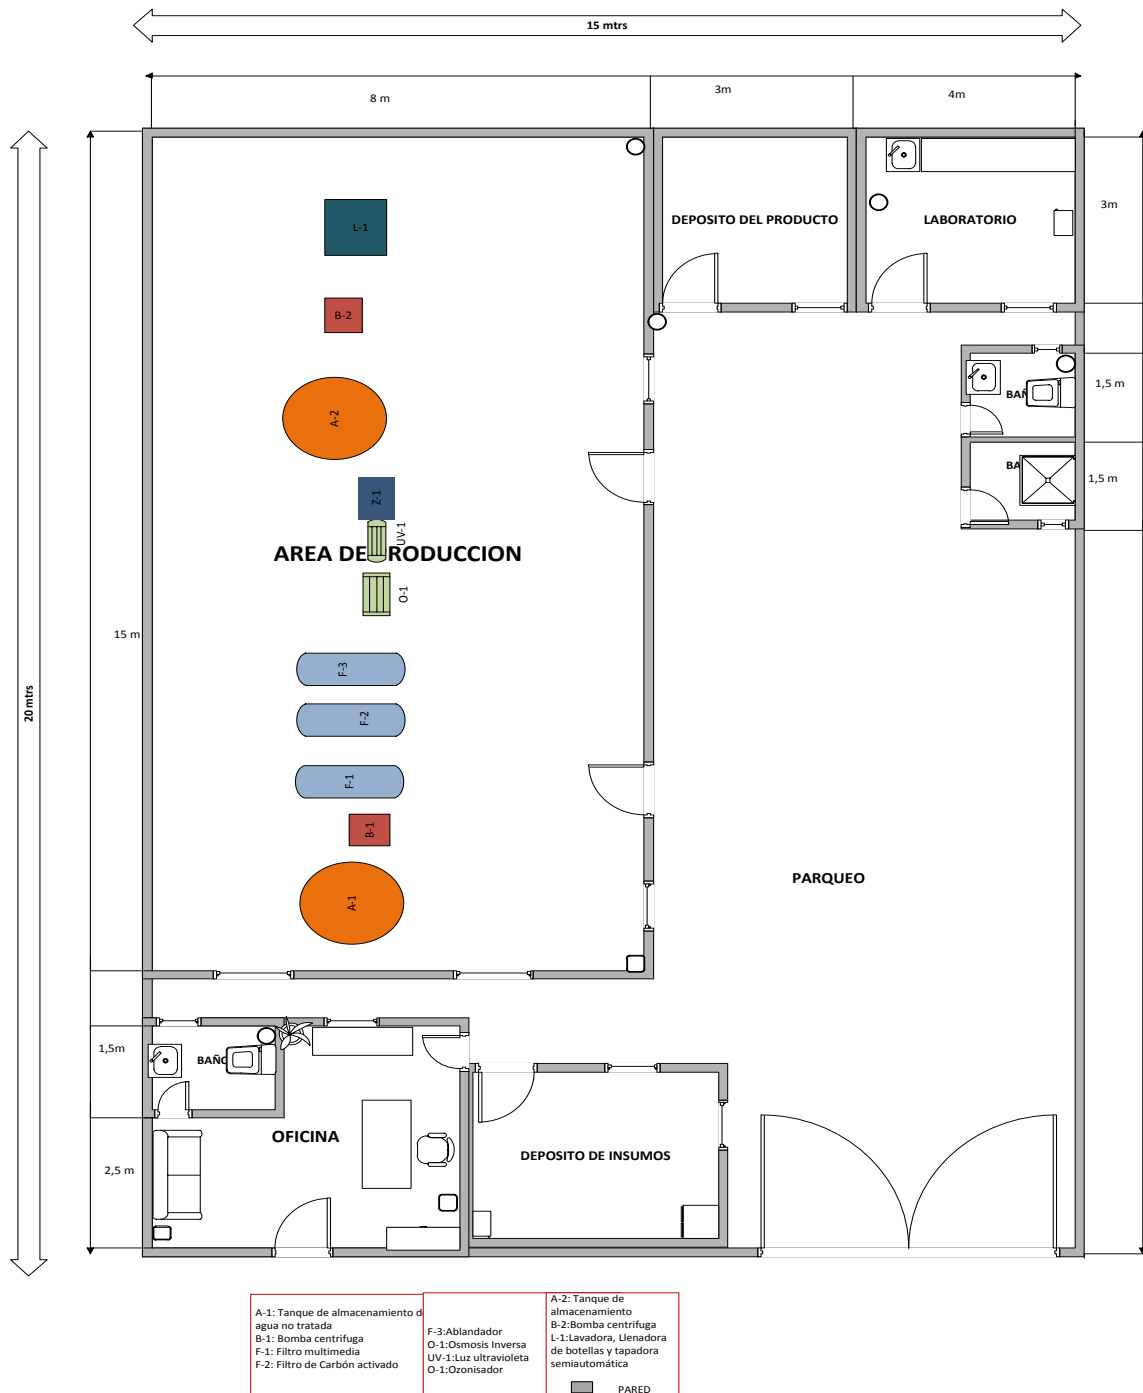 15 mtrs
8 m
3m
4m
L-1
DEPOSITO DEL PRODUCTO
LABORATORIO
3m
B-2
A-2
1,5 m
Z-1
1,5 m
UV-1
AREA DE RODUCCION
O-1
15 m
F-3
20 mtrs
F-2
F-1
B-1
PARQUEO
A-1
1,5m
BAÑO
OFICINA
2,5 m
DEPOSITO DE INSUMOS
A-1: Tanque de almacenamiento de
agua no tratada
B-1: Bomba centrifuga
F-1: Filtro multimedia
F-2: Filtro de Carbón activado
F-3:Ablandador
O-1:Osmosis Inversa
UV-1:Luz ultravioleta
O-1:Ozonisador
A-2: Tanque de
almacenamiento
B-2:Bomba centrifuga
L-1:Lavadora, Llenadora
de botellas y tapadora
semiautomática
PARED